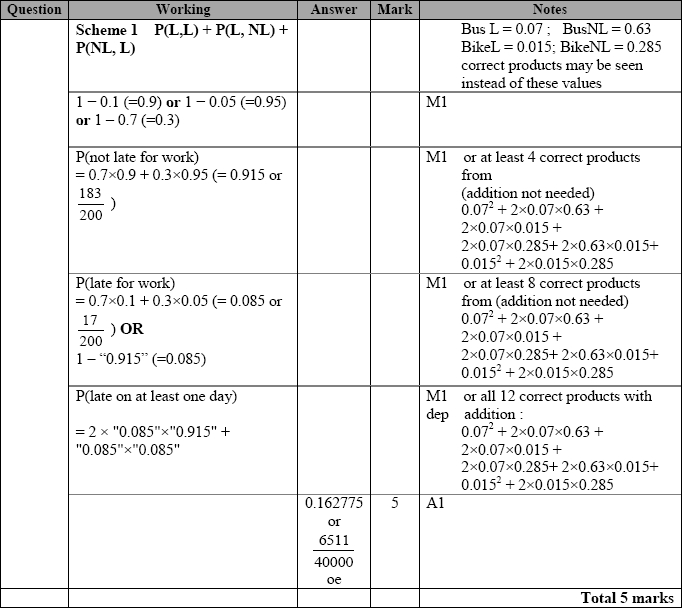 Question Working Answer Mark Notes
Scheme 1 P(L,L) + P(L, NL) +
P(NL, L)
Bus L = 0.07 ; BusNL = 0.63
BikeL = 0.015; BikeNL = 0.285
correct products may be seen
instead of these values
1 − 0.1 (=0.9) or 1 − 0.05 (=0.95)
or 1 – 0.7 (=0.3)
M1
P(not late for work)
= 0.7×0.9 + 0.3×0.95 (= 0.915 or
183
200
)
M1 or at least 4 correct products
from
(addition not needed)
0.07² + 2×0.07×0.63 +
2×0.07×0.015 +
2×0.07×0.285+ 2×0.63×0.015+
0.015² + 2×0.015×0.285
P(late for work)
= 0.7×0.1 + 0.3×0.05 (= 0.085 or
17
200
) OR
1 – “0.915” (=0.085)
M1 or at least 8 correct products
from (addition not needed)
0.07² + 2×0.07×0.63 +
2×0.07×0.015 +
2×0.07×0.285+ 2×0.63×0.015+
0.015² + 2×0.015×0.285
P(late on at least one day)
= 2 × "0.085"×"0.915" +
"0.085"×"0.085"
M1 or all 12 correct products with
dep addition :
0.07² + 2×0.07×0.63 +
2×0.07×0.015 +
2×0.07×0.285+ 2×0.63×0.015+
0.015² + 2×0.015×0.285
0.162775
or
6511
40000
oe
5
A1
Total 5 marks